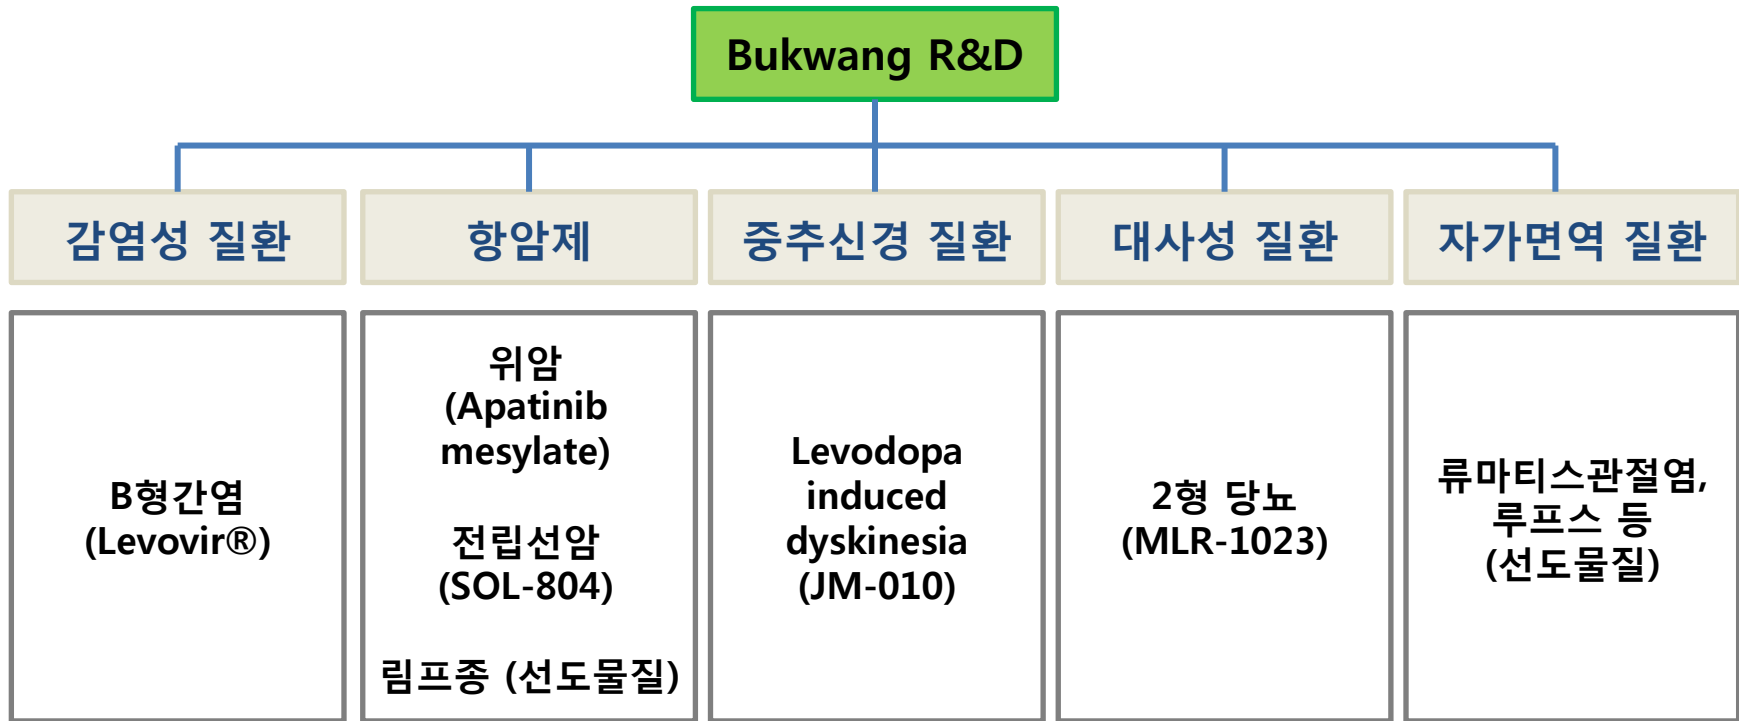 Bukwang R&D
감염성 질환
항암제
중추신경 질환
대사성 질환
자가면역 질환
B형간염
(Levovir®)
위암
(Apatinib
mesylate)
전립선암
(SOL-804)
림프종 (선도물질)
Levodopa
induced
dyskinesia
(JM-010)
2형 당뇨
(MLR-1023)
류마티스관절염,
루프스 등
(선도물질)